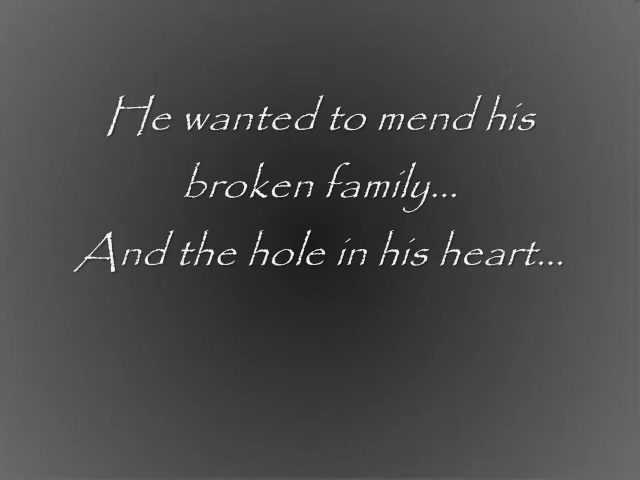 He wanted to mend his
broken family...
And the hole in his heart...